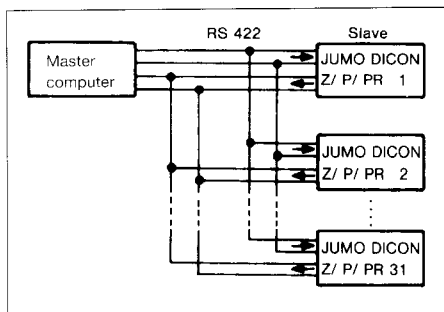 RS 422
Slave
Master
computer
JUMO DICON
Z/ P/ PR 1
JUMO DICON
Z/ P/ PR 2
JUMO DICON
Z/ P/ PR 31